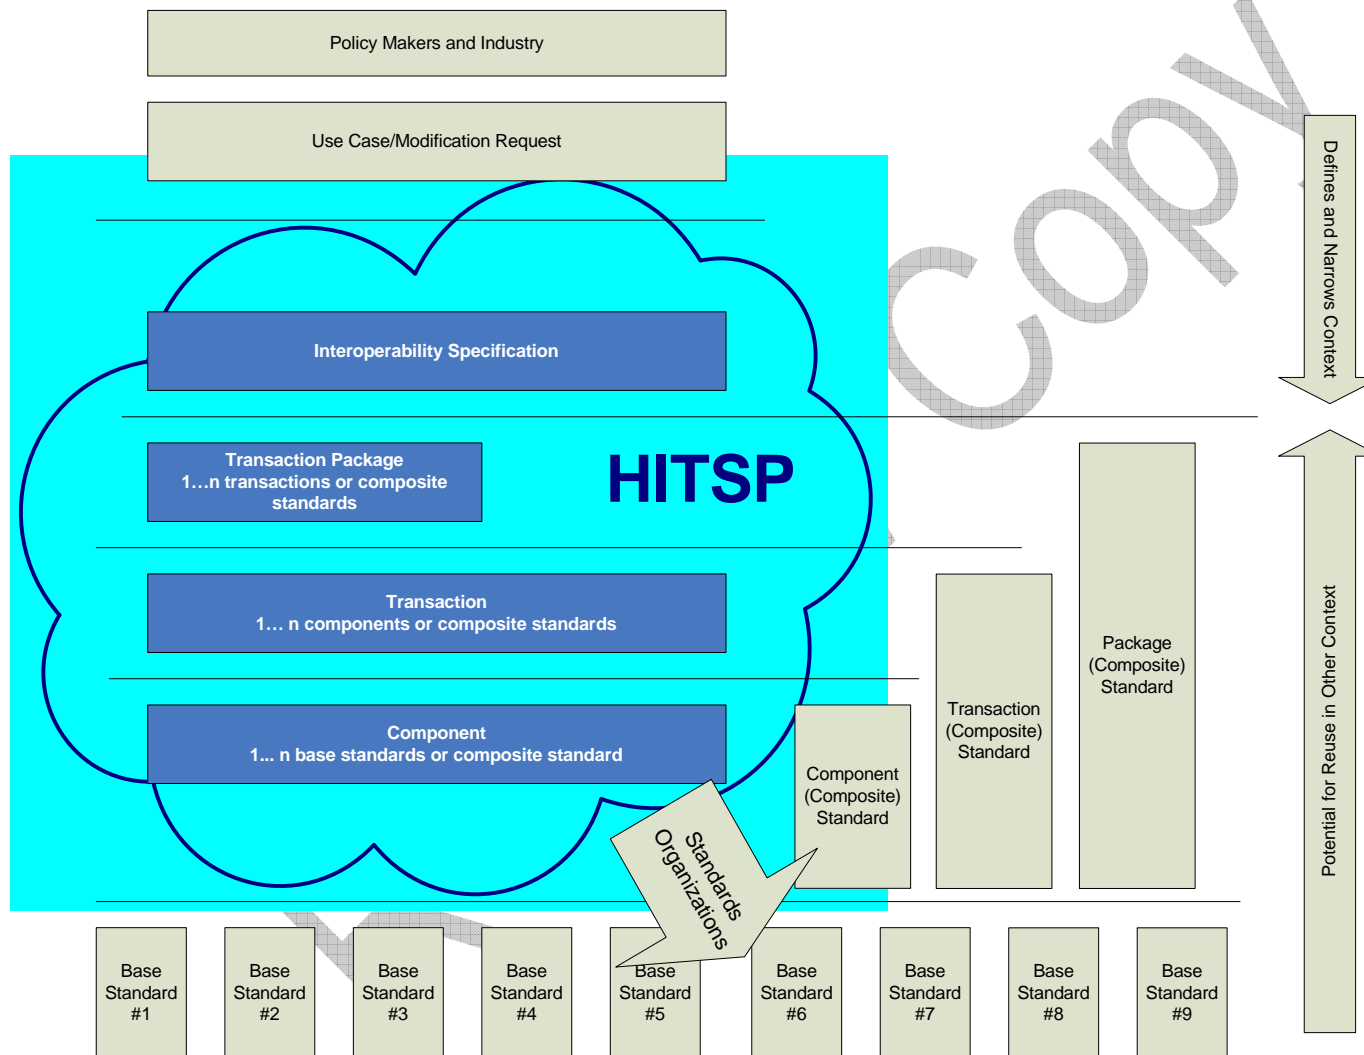 Policy Makers and Industry
Use Case/Modification Request
Defines and Narrows Context
Interoperability Specification
Transaction Package
1…n transactions or composite
standards
HITSP
Transaction
1… n components or composite standards
Component
1... n base standards or composite standard
Component
(Composite)
Standard
Transaction
(Composite)
Standard
Package
(Composite)
Standard
Potential for Reuse in Other Context
Standards
Organizations
Base
Standard
#1
Base
Standard
#2
Base
Standard
#3
Base
Standard
#4
Base
Standard
#5
Base
Standard
#6
Base
Standard
#7
Base
Standard
#8
Base
Standard
#9
Copy